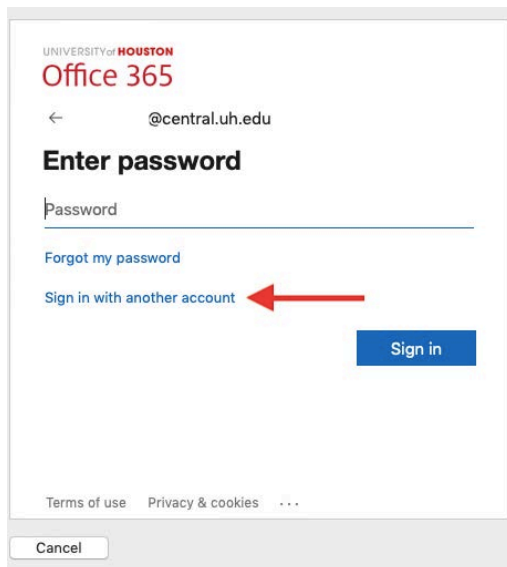 UNIVERSITY of HOUSTON
Office 365
← @central.uh.edu
Enter password
Password
Forgot my password
Sign in with another account
Sign in
Terms of use Privacy & cookies ...
Cancel